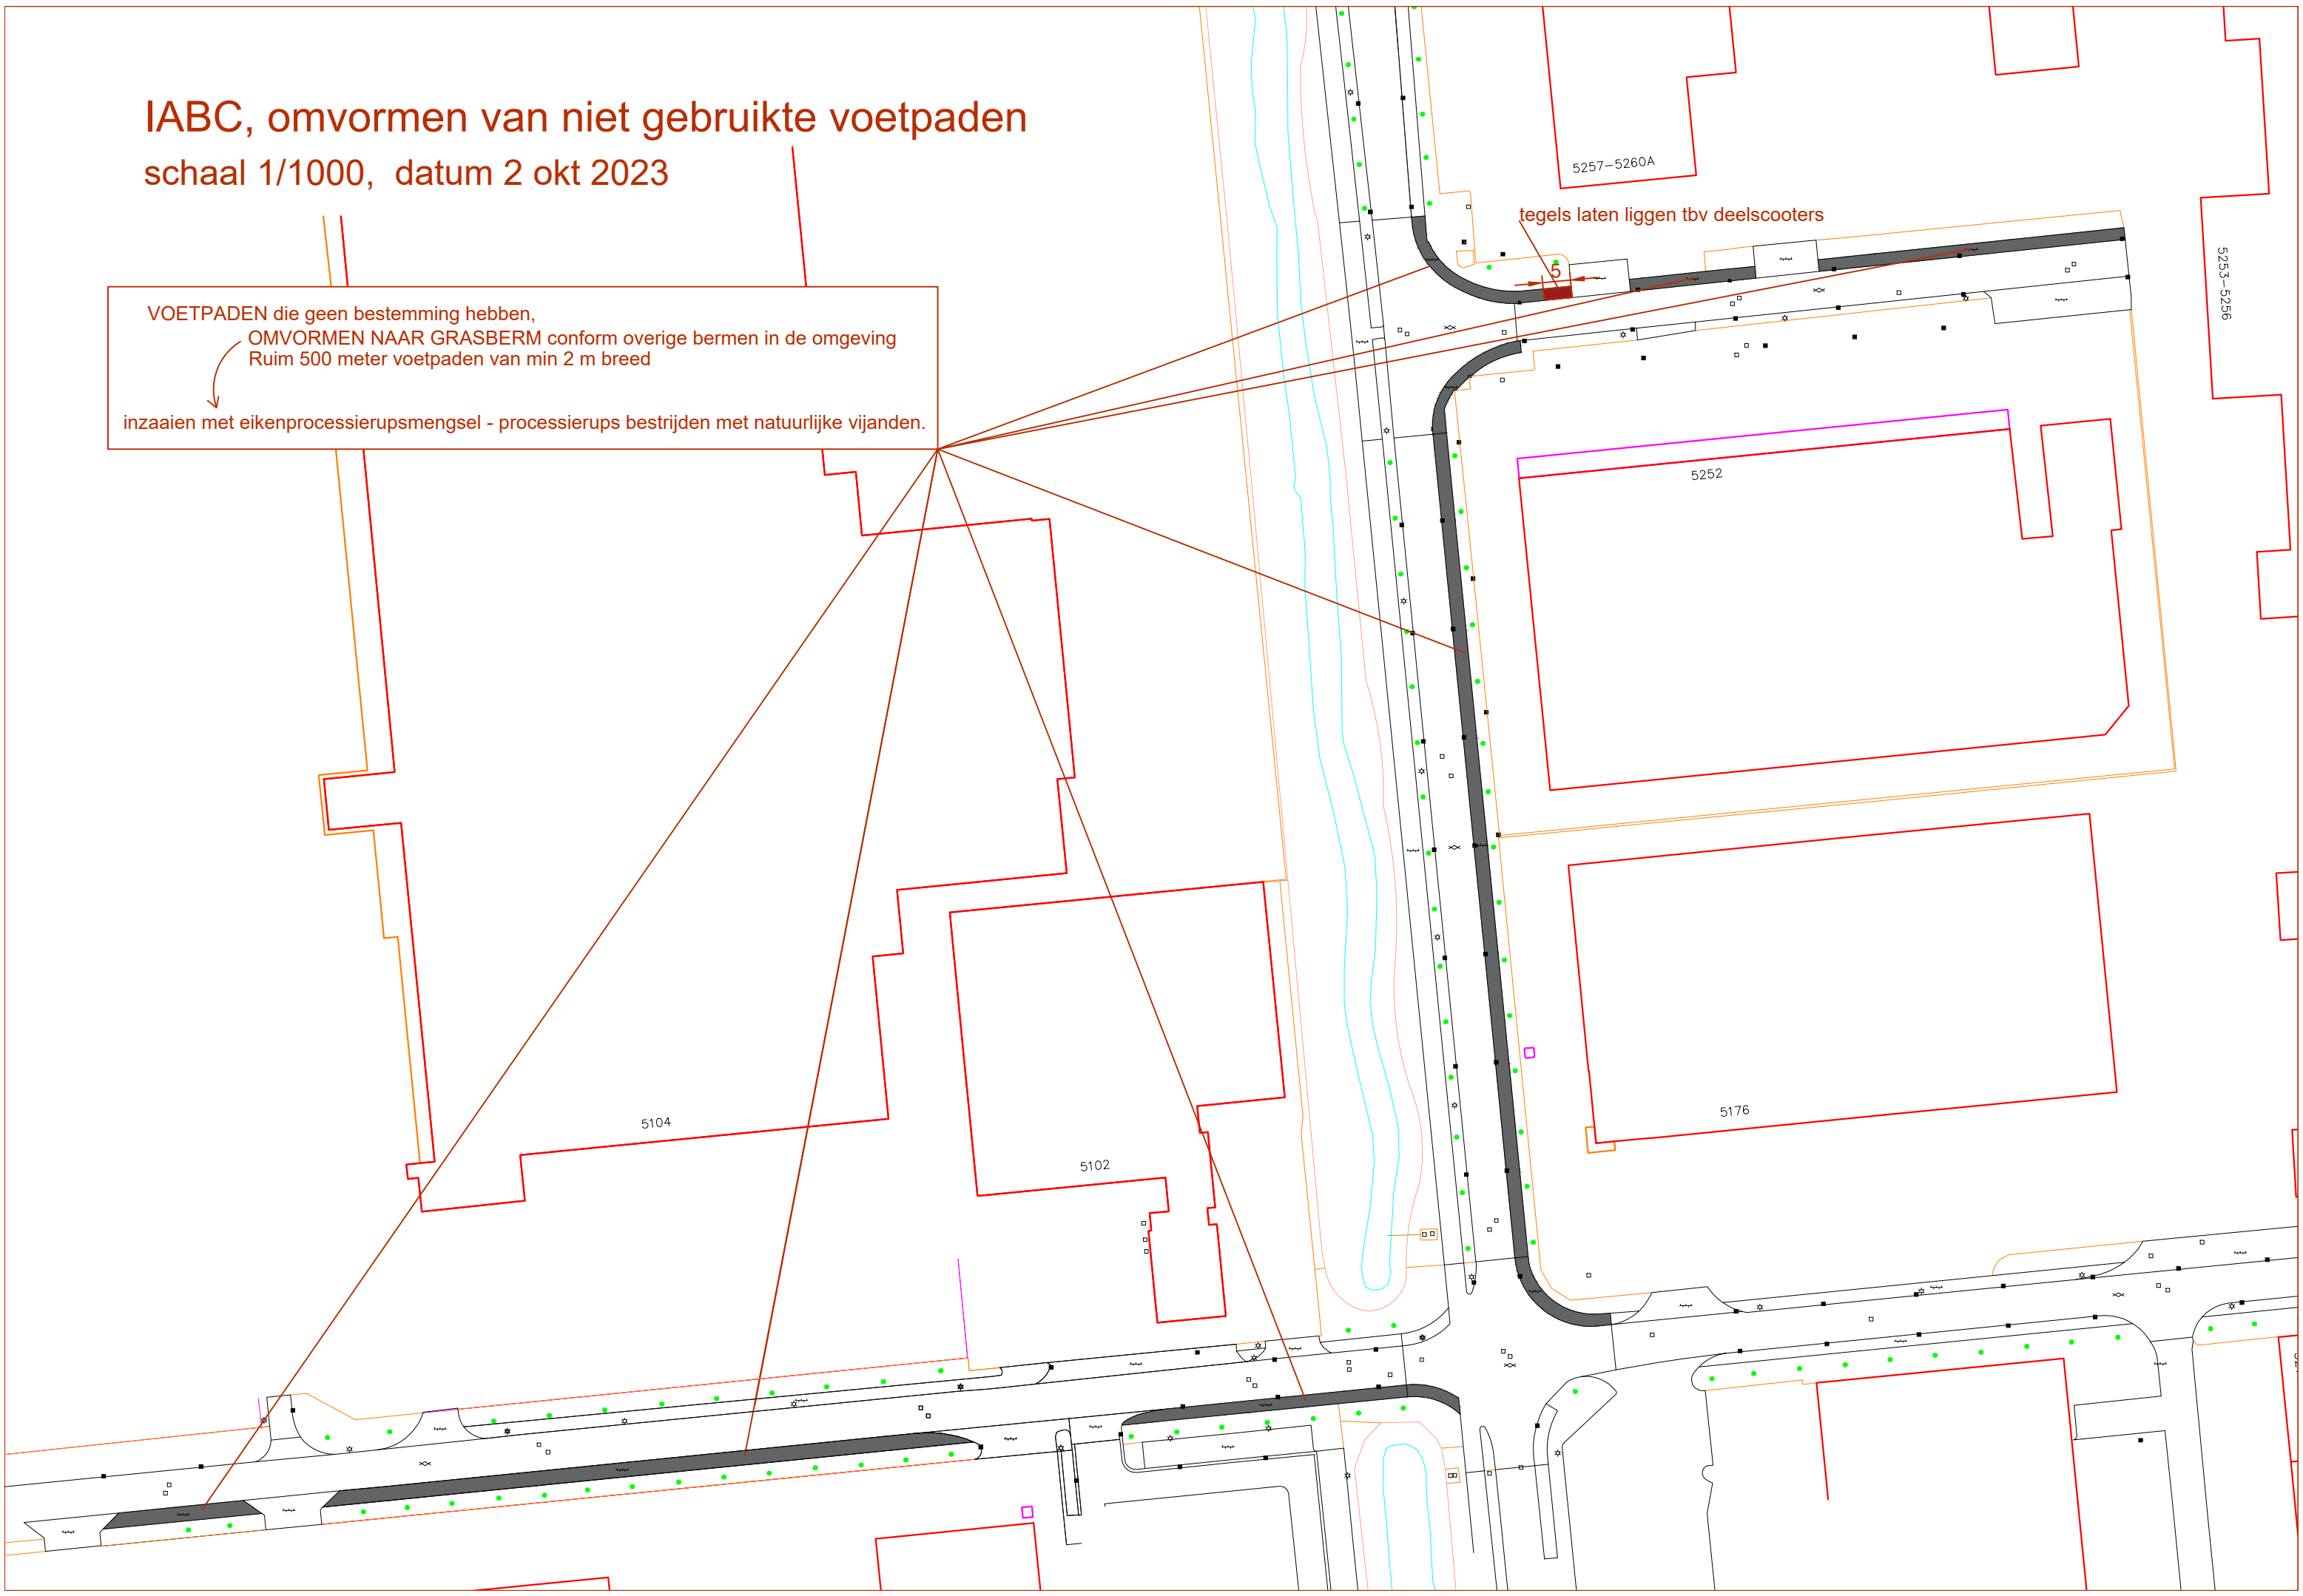 IABC, omvormen van niet gebruikte voetpaden
schaal 1/1000, datum 2 okt 2023
5257-5260A
tegels laten liggen tbv deelscooters
5
5253-5256
VOETPADEN die geen bestemming hebben,
OMVORMEN NAAR GRASBERM conform overige bermen in de omgeving
Ruim 500 meter voetpaden van min 2 m breed
inzaaien met eikenprocessierupsmengsel - processierups bestrijden met natuurlijke vijanden.
5252
5176
5104
5102